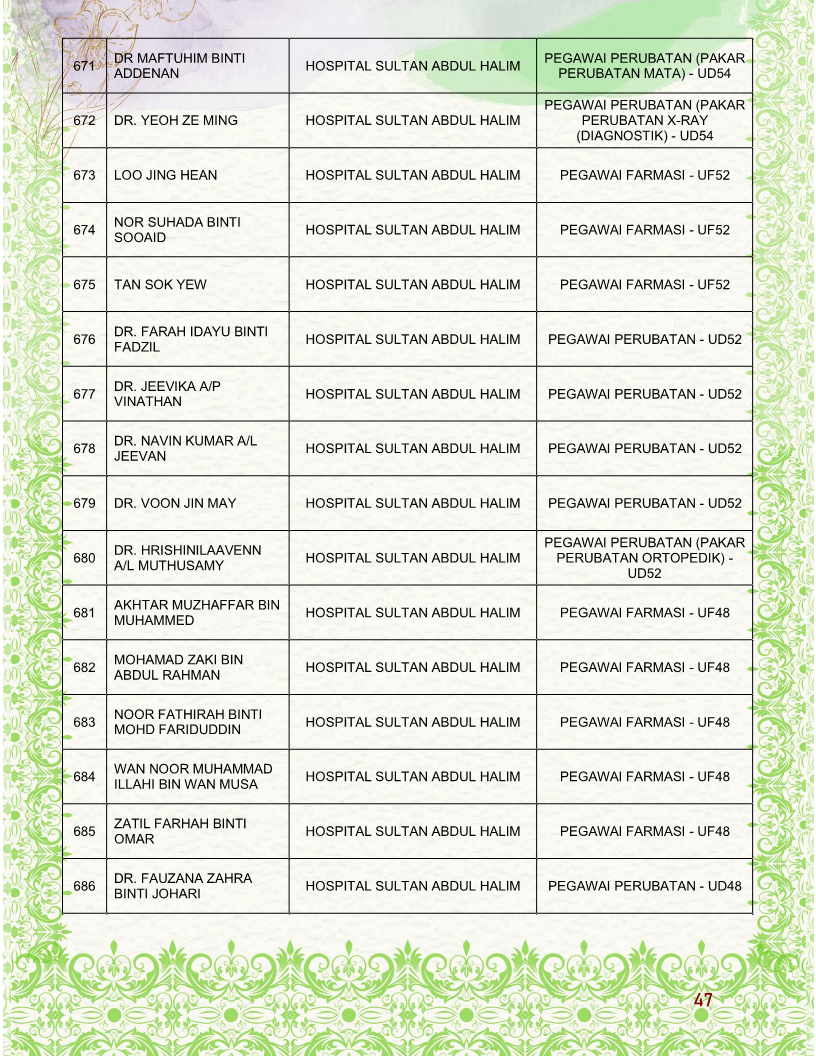 671
DR MAFTUHIM BINTI
ADDENAN
HOSPITAL SULTAN ABDUL HALIM
PEGAWAI PERUBATAN (PAKAR
PERUBATAN MATA) - UD54
672
DR. YEOH ZE MING
HOSPITAL SULTAN ABDUL HALIM
PEGAWAI PERUBATAN (PAKAR
PERUBATAN X-RAY
(DIAGNOSTIK) - UD54
673
LOO JING HEAN
HOSPITAL SULTAN ABDUL HALIM
PEGAWAI FARMASI - UF52
674
NOR SUHADA BINTI
SOOAID
HOSPITAL SULTAN ABDUL HALIM
PEGAWAI FARMASI - UF52
675
TAN SOK YEW
HOSPITAL SULTAN ABDUL HALIM
PEGAWAI FARMASI - UF52
676
DR. FARAH IDAYU BINTI
FADZIL
HOSPITAL SULTAN ABDUL HALIM
PEGAWAI PERUBATAN - UD52
677
DR. JEEVIKA A/P
VINATHAN
HOSPITAL SULTAN ABDUL HALIM
PEGAWAI PERUBATAN - UD52
678
DR. NAVIN KUMAR A/L
JEEVAN
HOSPITAL SULTAN ABDUL HALIM
PEGAWAI PERUBATAN - UD52
679
DR. VOON JIN MAY
HOSPITAL SULTAN ABDUL HALIM
PEGAWAI PERUBATAN - UD52
680
DR. HRISHINILAAVENN
A/L MUTHUSAMY
HOSPITAL SULTAN ABDUL HALIM
PEGAWAI PERUBATAN (PAKAR
PERUBATAN ORTOPEDIK) -
UD52
681
AKHTAR MUZHAFFAR BIN
MUHAMMED
HOSPITAL SULTAN ABDUL HALIM
PEGAWAI FARMASI - UF48
682
MOHAMAD ZAKI BIN
ABDUL RAHMAN
HOSPITAL SULTAN ABDUL HALIM
PEGAWAI FARMASI - UF48
683
NOOR FATHIRAH BINTI
MOHD FARIDUDDIN
HOSPITAL SULTAN ABDUL HALIM
PEGAWAI FARMASI - UF48
684
WAN NOOR MUHAMMAD
ILLAHI BIN WAN MUSA
HOSPITAL SULTAN ABDUL HALIM
PEGAWAI FARMASI - UF48
685
ZATIL FARHAH BINTI
OMAR
HOSPITAL SULTAN ABDUL HALIM
PEGAWAI FARMASI - UF48
686
DR. FAUZANA ZAHRA
BINTI JOHARI
HOSPITAL SULTAN ABDUL HALIM
PEGAWAI PERUBATAN - UD48
47